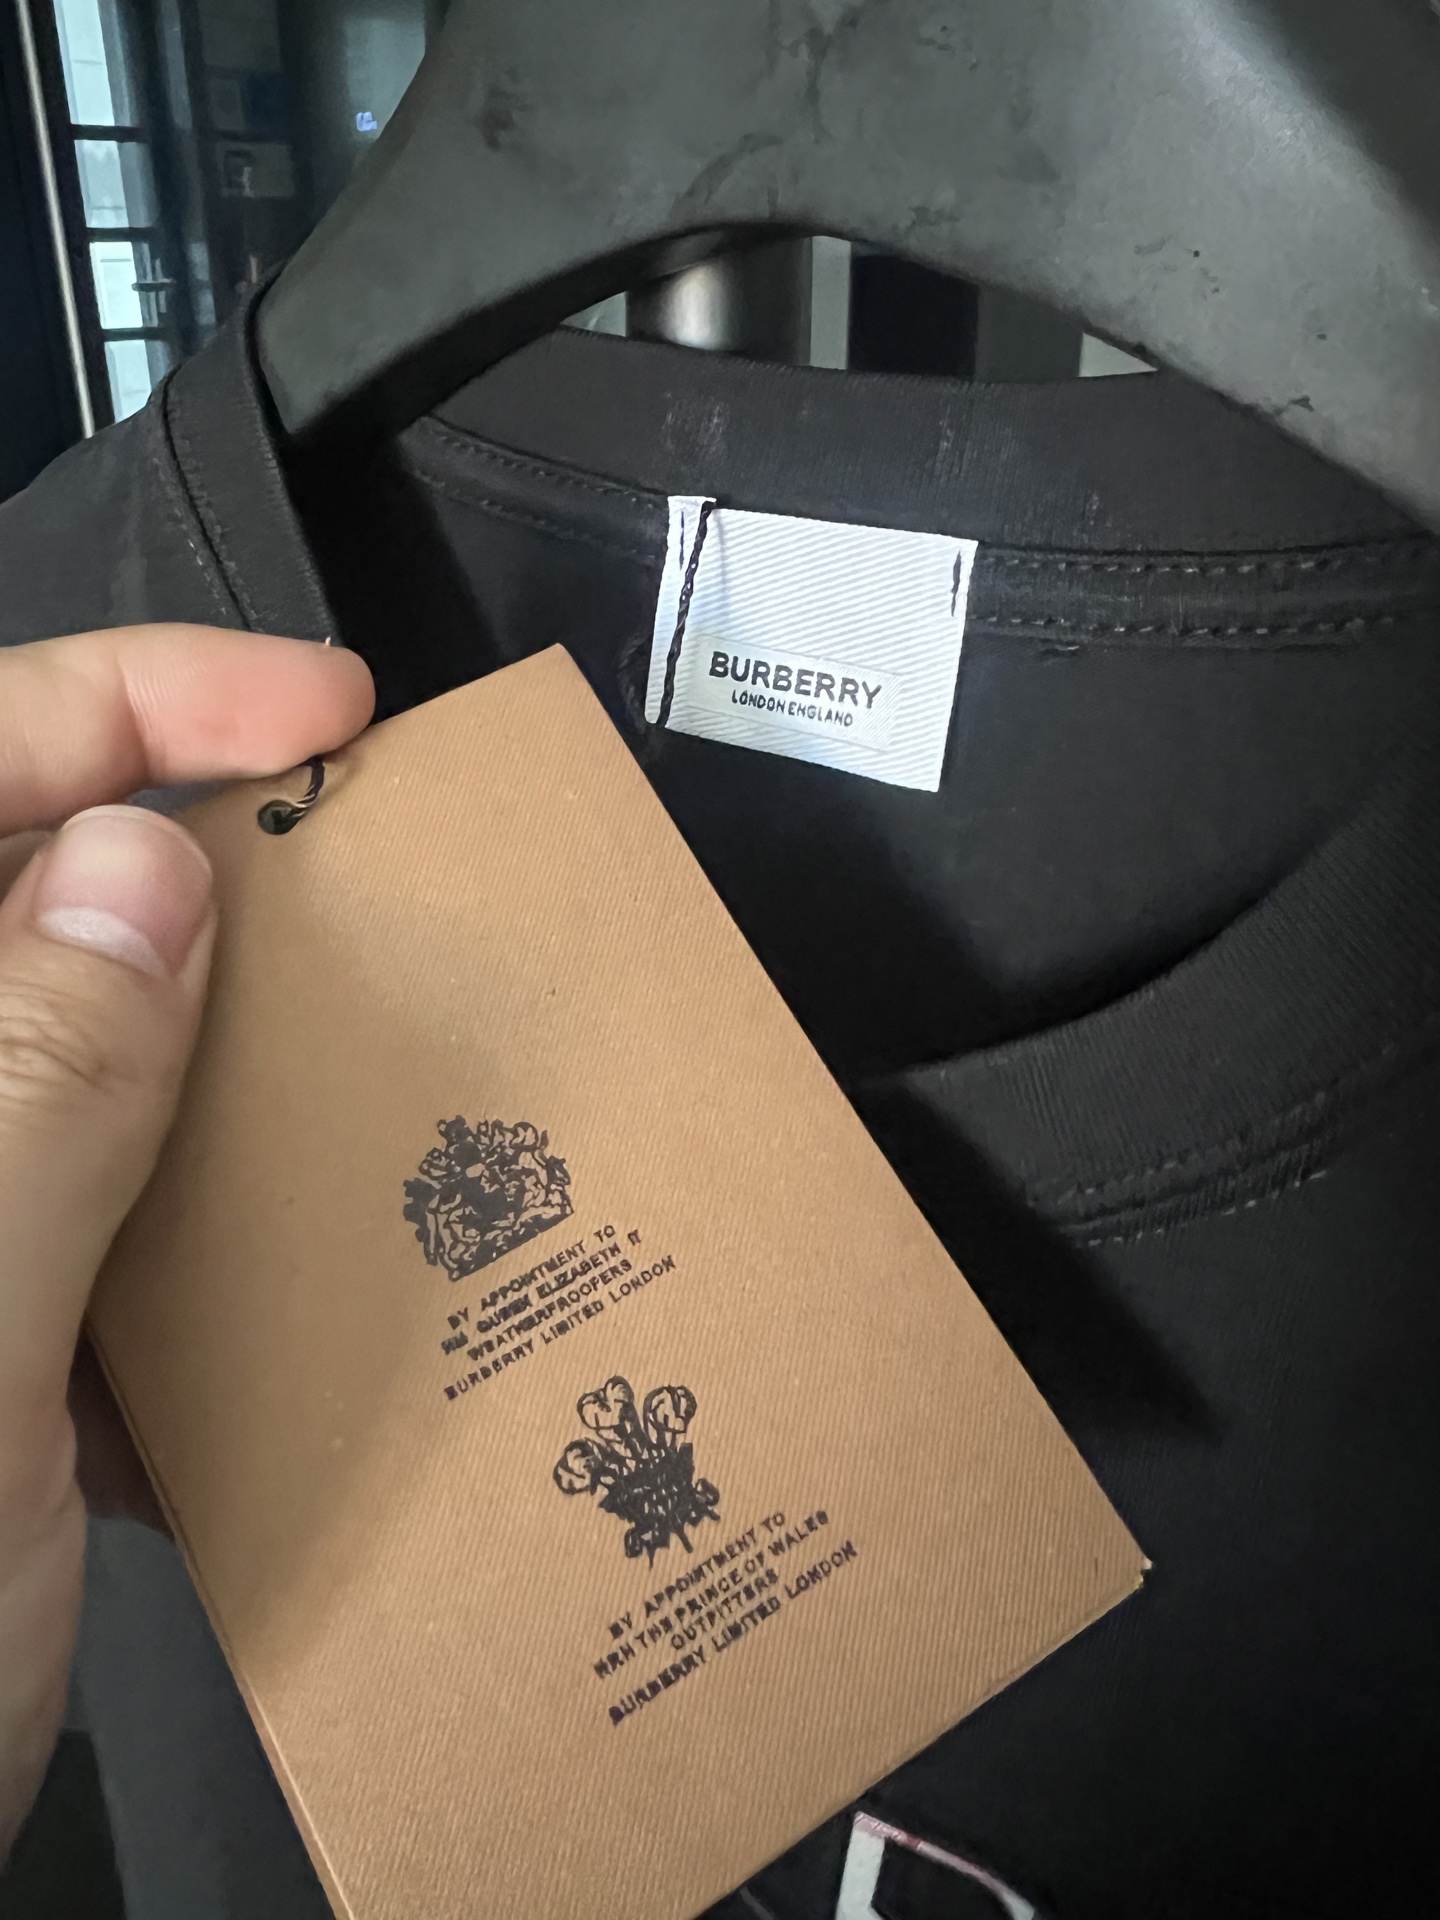 BURBERRY
LONDON ENGLAND
BY APPOINTMENT TO
HM QUEEN ELIZABETH II
WEATHERPROOFERS
BURBERRY LIMITED LONDON
BY APPOINTMENT TO
HRH THE PRINCE OF WALES
OUTFITTERS
BURBERRY LIMITED LONDON